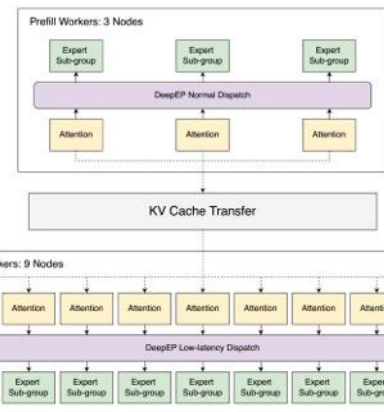 Prefill Workers: 3 Nodes
Expert Sub-group
Expert Sub-group
Expert Sub-group
DeepEP Normal Dispatch
Attention
Attention
Attention
KV Cache Transfer
kers: 9 Nodes
Attention
Attention
Attention
Attention
Attention
Attention
Attenti
DeepEP Low-latency Dispatch
Expert Sub-group
Expert Sub-group
Expert Sub-group
Expert Sub-group
Expert Sub-group
Expert Sub-group
Exper Sub-gro